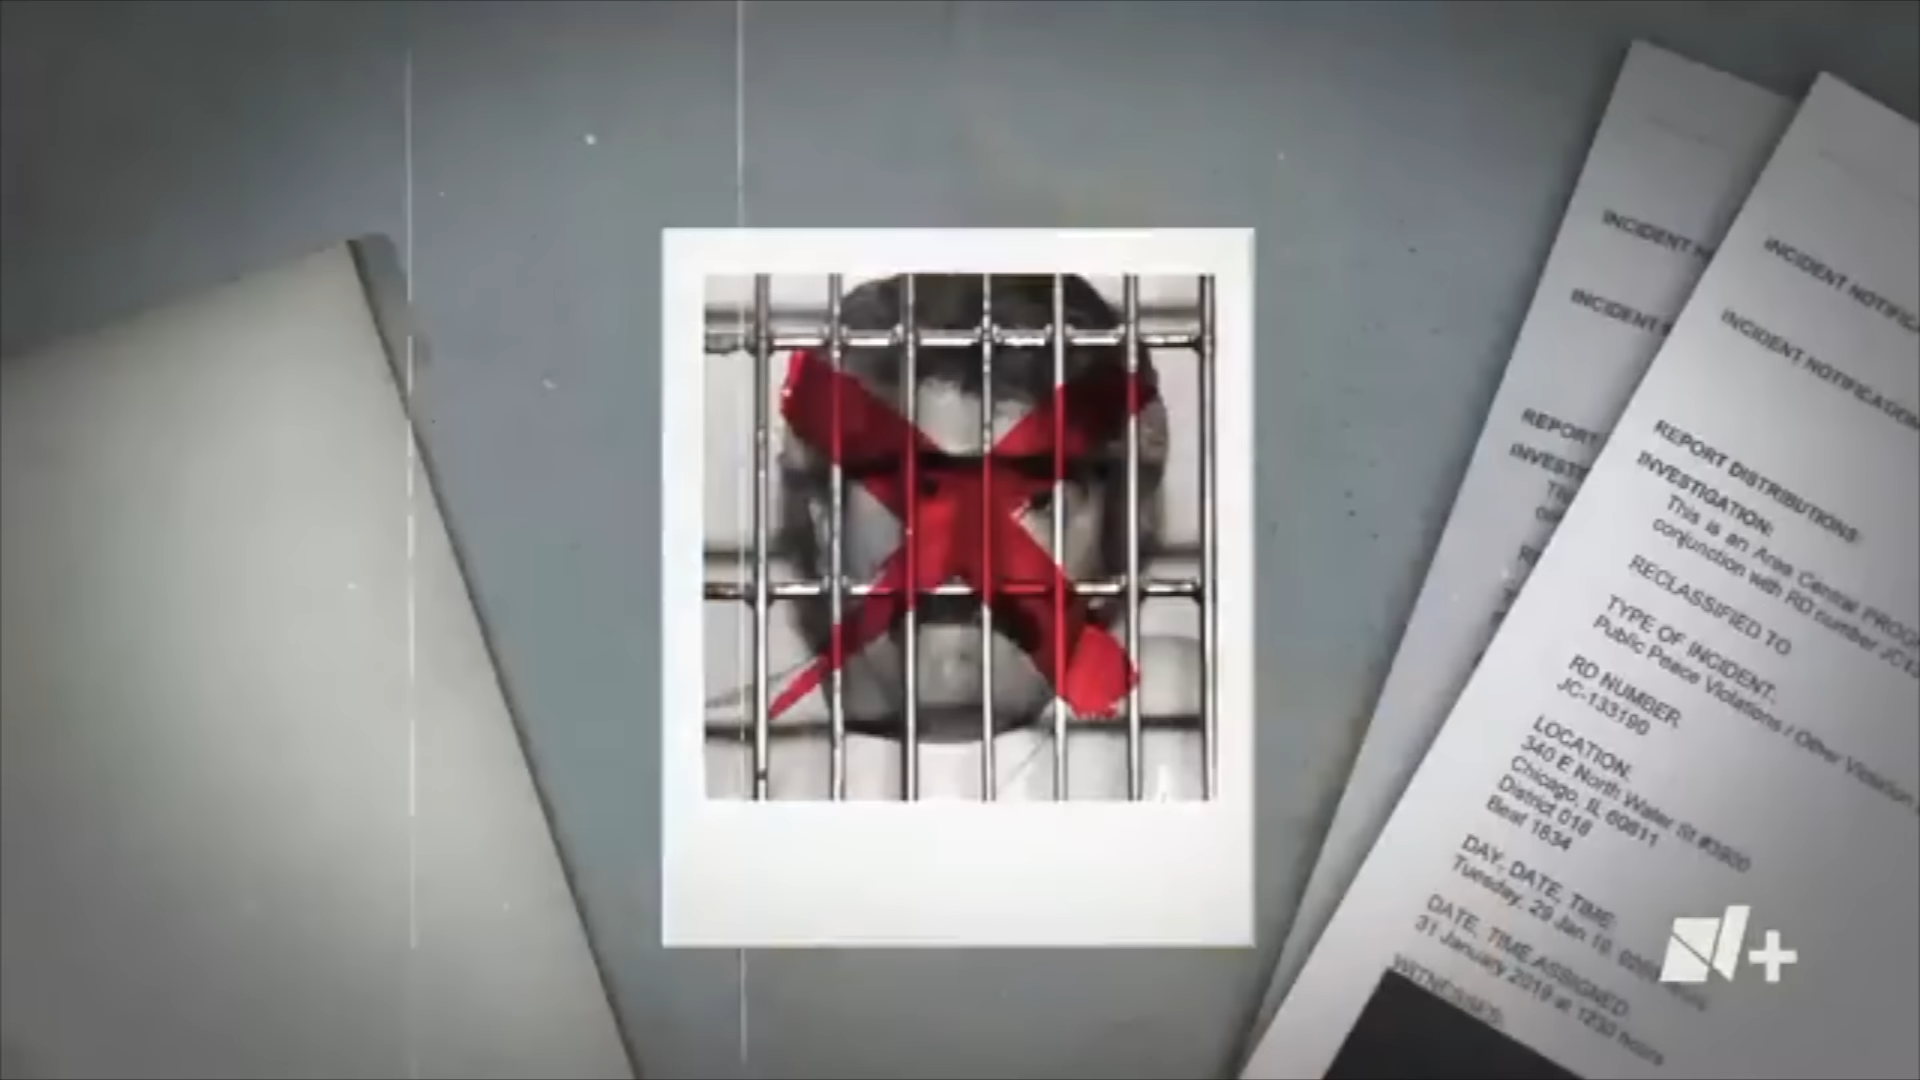 INCIDENT
INCIDENT
REPORT
INCIDENT
INCIDENT
REPORT DISTRIBUTIONS:
INVESTIGATION:
This is an Area Central
conjunction with RD number
RECLASSIFIED TO
TYPE OF INCIDENT:
Public Peace Violations / Other Violation
RD NUMBER
JC-133190
LOCATION:
340 E North Water St #3900
Chicago, IL 60611
District 018
Beat 1834
DAY, DATE, TIME:
Tuesday, 29 Jan 19,
DATE, TIME ASSIGNED:
31 January 2019 at 1230 hours
WITNESSES:
N+